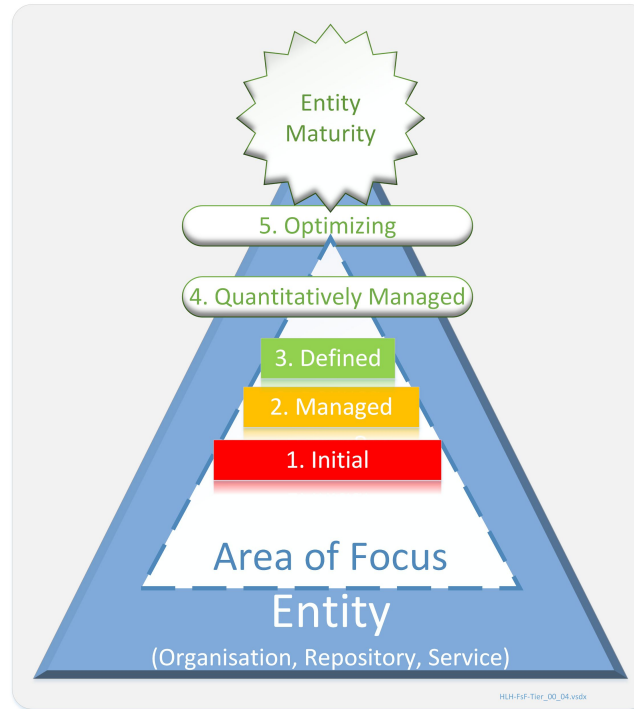 Entity
Maturity
5. Optimizing
4. Quantitatively Managed
3. Defined
2. Managed
1. Initial
Area of Focus
Entity
(Organisation, Repository, Service)
HLH-FsF-Tier_00_04.vsdx